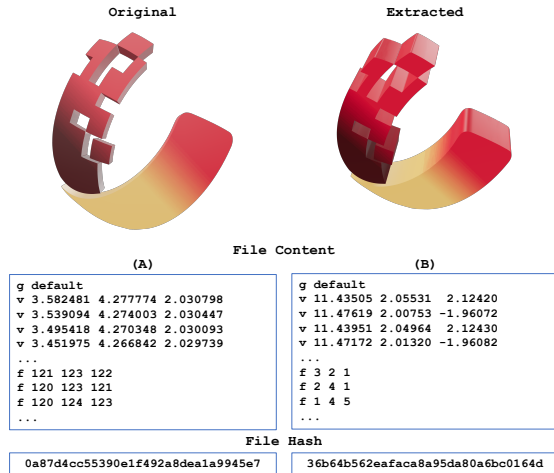 Original Extracted
File Content
(A) (B)
g default
v 3.582481 4.277774 2.030798
v 3.539094 4.274003 2.030447
v 3.495418 4.270348 2.030093
v 3.451975 4.266842 2.029739
...
f 121 123 122
f 120 123 121
f 120 124 123
...
g default
v 11.43505 2.05531 2.12420
v 11.47619 2.00753 -1.96072
v 11.43951 2.04964 2.12430
v 11.47172 2.01320 -1.96082
...
f 3 2 1
f 2 4 1
f 1 4 5
...
File Hash
0a87d4cc55390e1f492a8dea1a9945e7
36b64b562eafaca8a95da80a6bc0164d